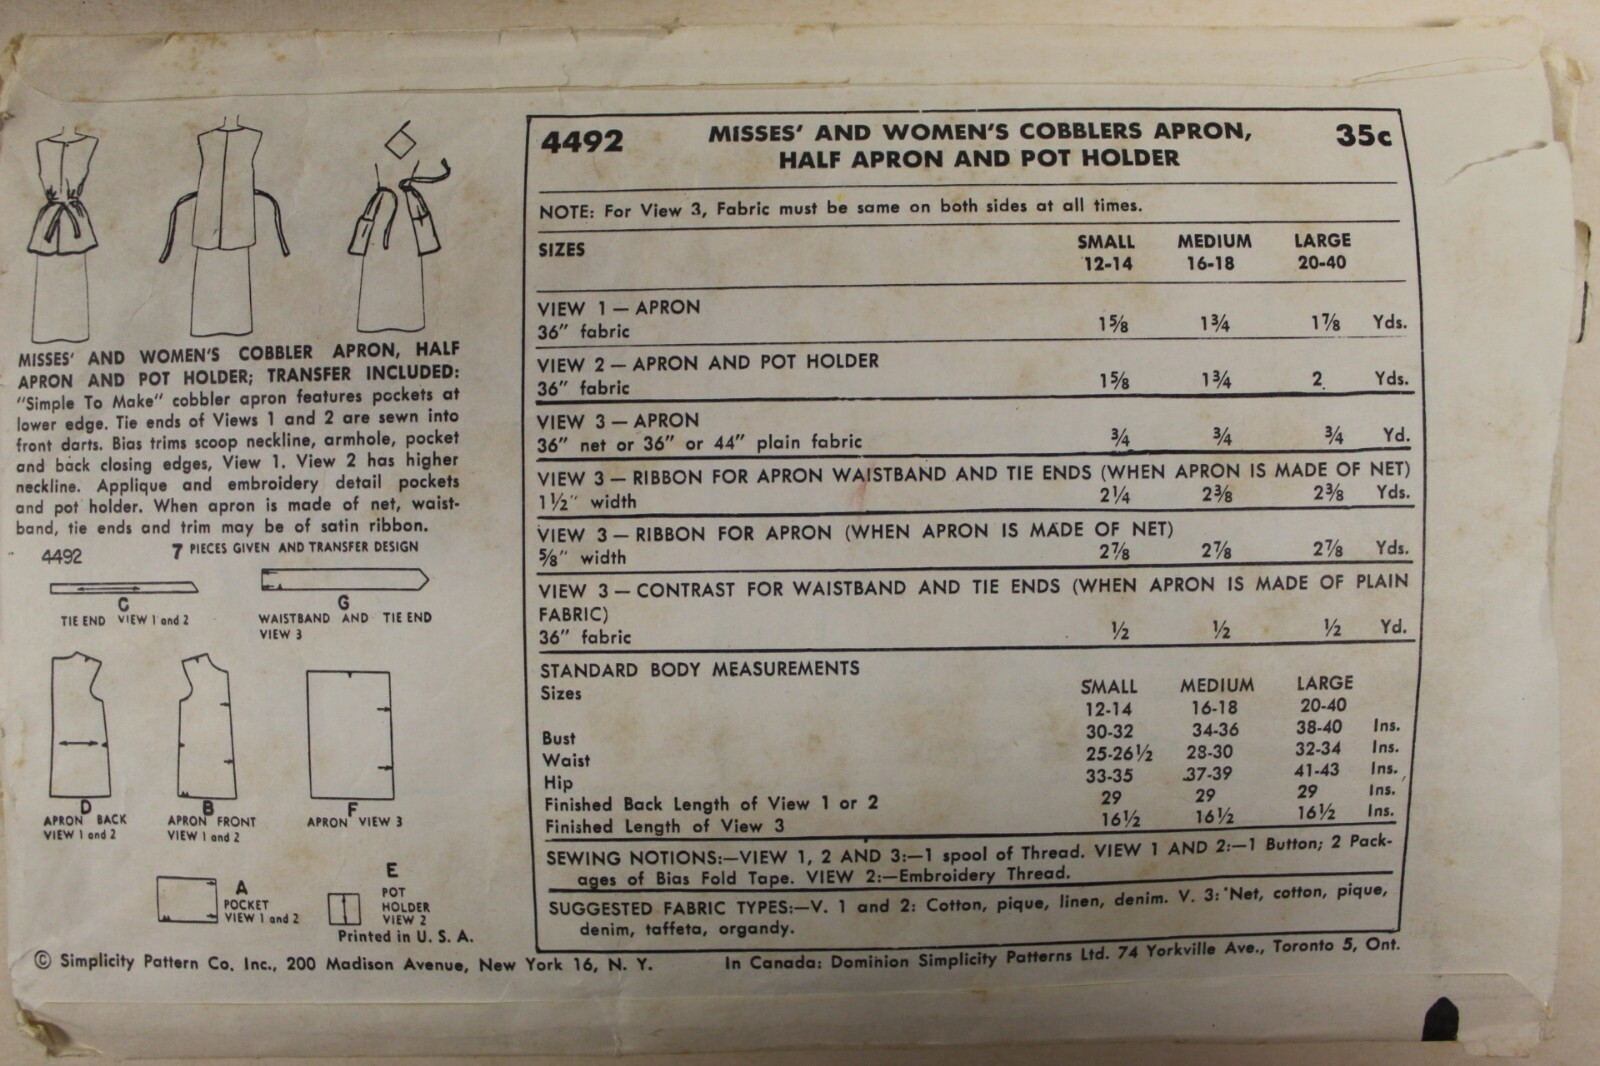 MISSES' AND WOMEN'S COBBLER APRON, HALF
APRON AND POT HOLDER; TRANSFER INCLUDED:
"Simple To Make" cobbler apron features pockets at
lower edge. Tie ends of Views 1 and 2 are sewn into
front darts. Bias trims scoop neckline, armhole, pocket
and back closing edges, View 1. View 2 has higher
neckline. Applique and embroidery detail pockets
and pot holder. When apron is made of net, waist-
band, tie ends and trim may be of satin ribbon.
4492 7 PIECES GIVEN AND TRANSFER DESIGN
C
TIE END VIEW 1 and 2
G
WAISTBAND AND TIE END
VIEW 3
D
APRON BACK
VIEW 1 and 2
B
APRON FRONT
VIEW 1 and 2
F
APRON VIEW 3
A
POCKET
VIEW 1 and 2
E
POT
HOLDER
VIEW 2
Printed in U. S. A.
4492 MISSES' AND WOMEN'S COBBLERS APRON, 35c
HALF APRON AND POT HOLDER
NOTE: For View 3, Fabric must be same on both sides at all times.
SIZES SMALL MEDIUM LARGE
12-14 16-18 20-40
VIEW 1 — APRON
36" fabric 1⅝ 1¾ 1⅞ Yds.
VIEW 2 — APRON AND POT HOLDER
36" fabric 1⅝ 1¾ 2 Yds.
VIEW 3 — APRON
36" net or 36" or 44" plain fabric ¾ ¾ ¾ Yd.
VIEW 3 — RIBBON FOR APRON WAISTBAND AND TIE ENDS (WHEN APRON IS MADE OF NET)
1½" width 2¼ 2⅜ 2⅜ Yds.
VIEW 3 — RIBBON FOR APRON (WHEN APRON IS MADE OF NET)
⅝" width 2⅞ 2⅞ 2⅞ Yds.
VIEW 3 — CONTRAST FOR WAISTBAND AND TIE ENDS (WHEN APRON IS MADE OF PLAIN
FABRIC)
36" fabric ½ ½ ½ Yd.
STANDARD BODY MEASUREMENTS
Sizes SMALL MEDIUM LARGE
12-14 16-18 20-40
Bust 30-32 34-36 38-40 Ins.
Waist 25-26½ 28-30 32-34 Ins.
Hip 33-35 37-39 41-43 Ins.
Finished Back Length of View 1 or 2 29 29 29 Ins.
Finished Length of View 3 16½ 16½ 16½ Ins.
SEWING NOTIONS:—VIEW 1, 2 AND 3:—1 spool of Thread. VIEW 1 AND 2:—1 Button; 2 Pack-
ages of Bias Fold Tape. VIEW 2:—Embroidery Thread.
SUGGESTED FABRIC TYPES:—V. 1 and 2: Cotton, pique, linen, denim. V. 3: Net, cotton, pique,
denim, taffeta, organdy.
© Simplicity Pattern Co. Inc., 200 Madison Avenue, New York 16, N. Y. In Canada: Dominion Simplicity Patterns Ltd. 74 Yorkville Ave., Toronto 5, Ont.